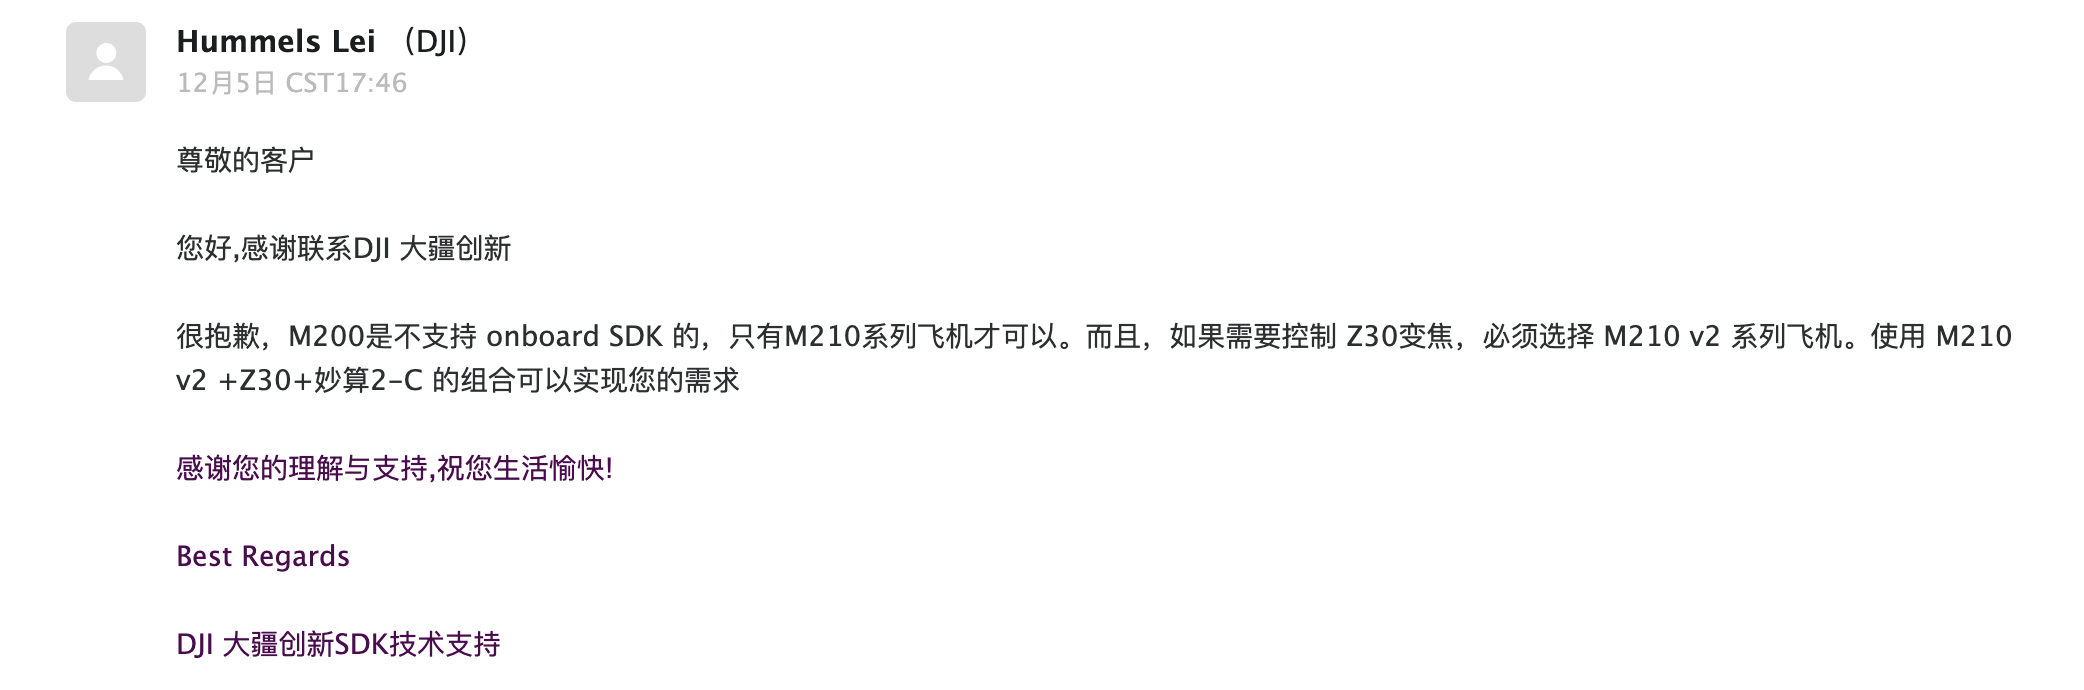 Hummels Lei （DJI）
12月5日 CST17:46
尊敬的客户
您好,感谢联系DJI 大疆创新
很抱歉，M200是不支持 onboard SDK 的，只有M210系列飞机才可以。而且，如果需要控制 Z30变焦，必须选择 M210 v2 系列飞机。使用 M210
v2 +Z30+妙算2-C 的组合可以实现您的需求
感谢您的理解与支持,祝您生活愉快!
Best Regards
DJI 大疆创新SDK技术支持